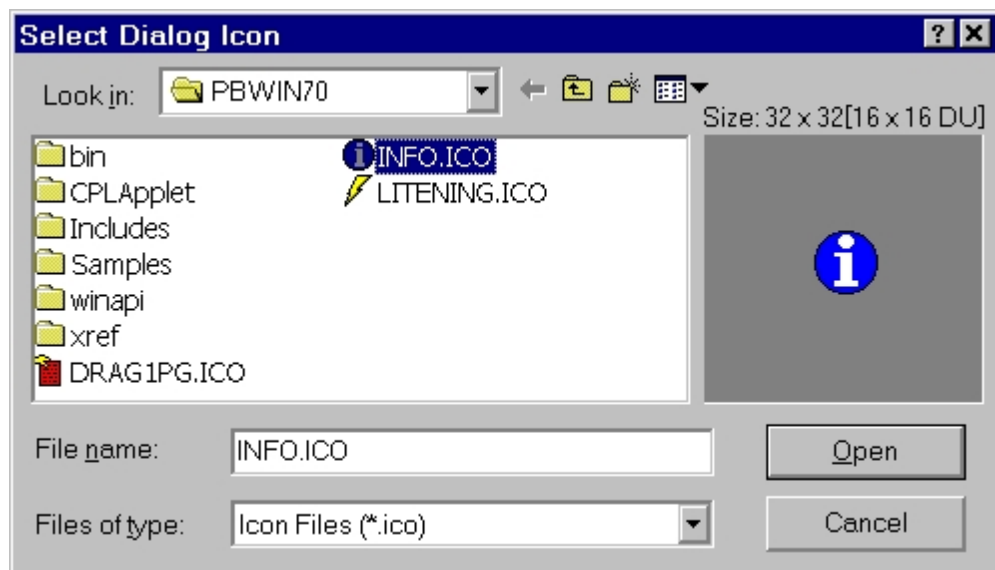 Select Dialog Icon
Look in: PBWIN70
Size: 32 x 32[16 x 16 DU]
bin
CPLApplet
Includes
Samples
winapi
xref
DRAG1PG.ICO
INFO.ICO
LITENING.ICO
File name: INFO.ICO
Open
Files of type: Icon Files (*.ico)
Cancel